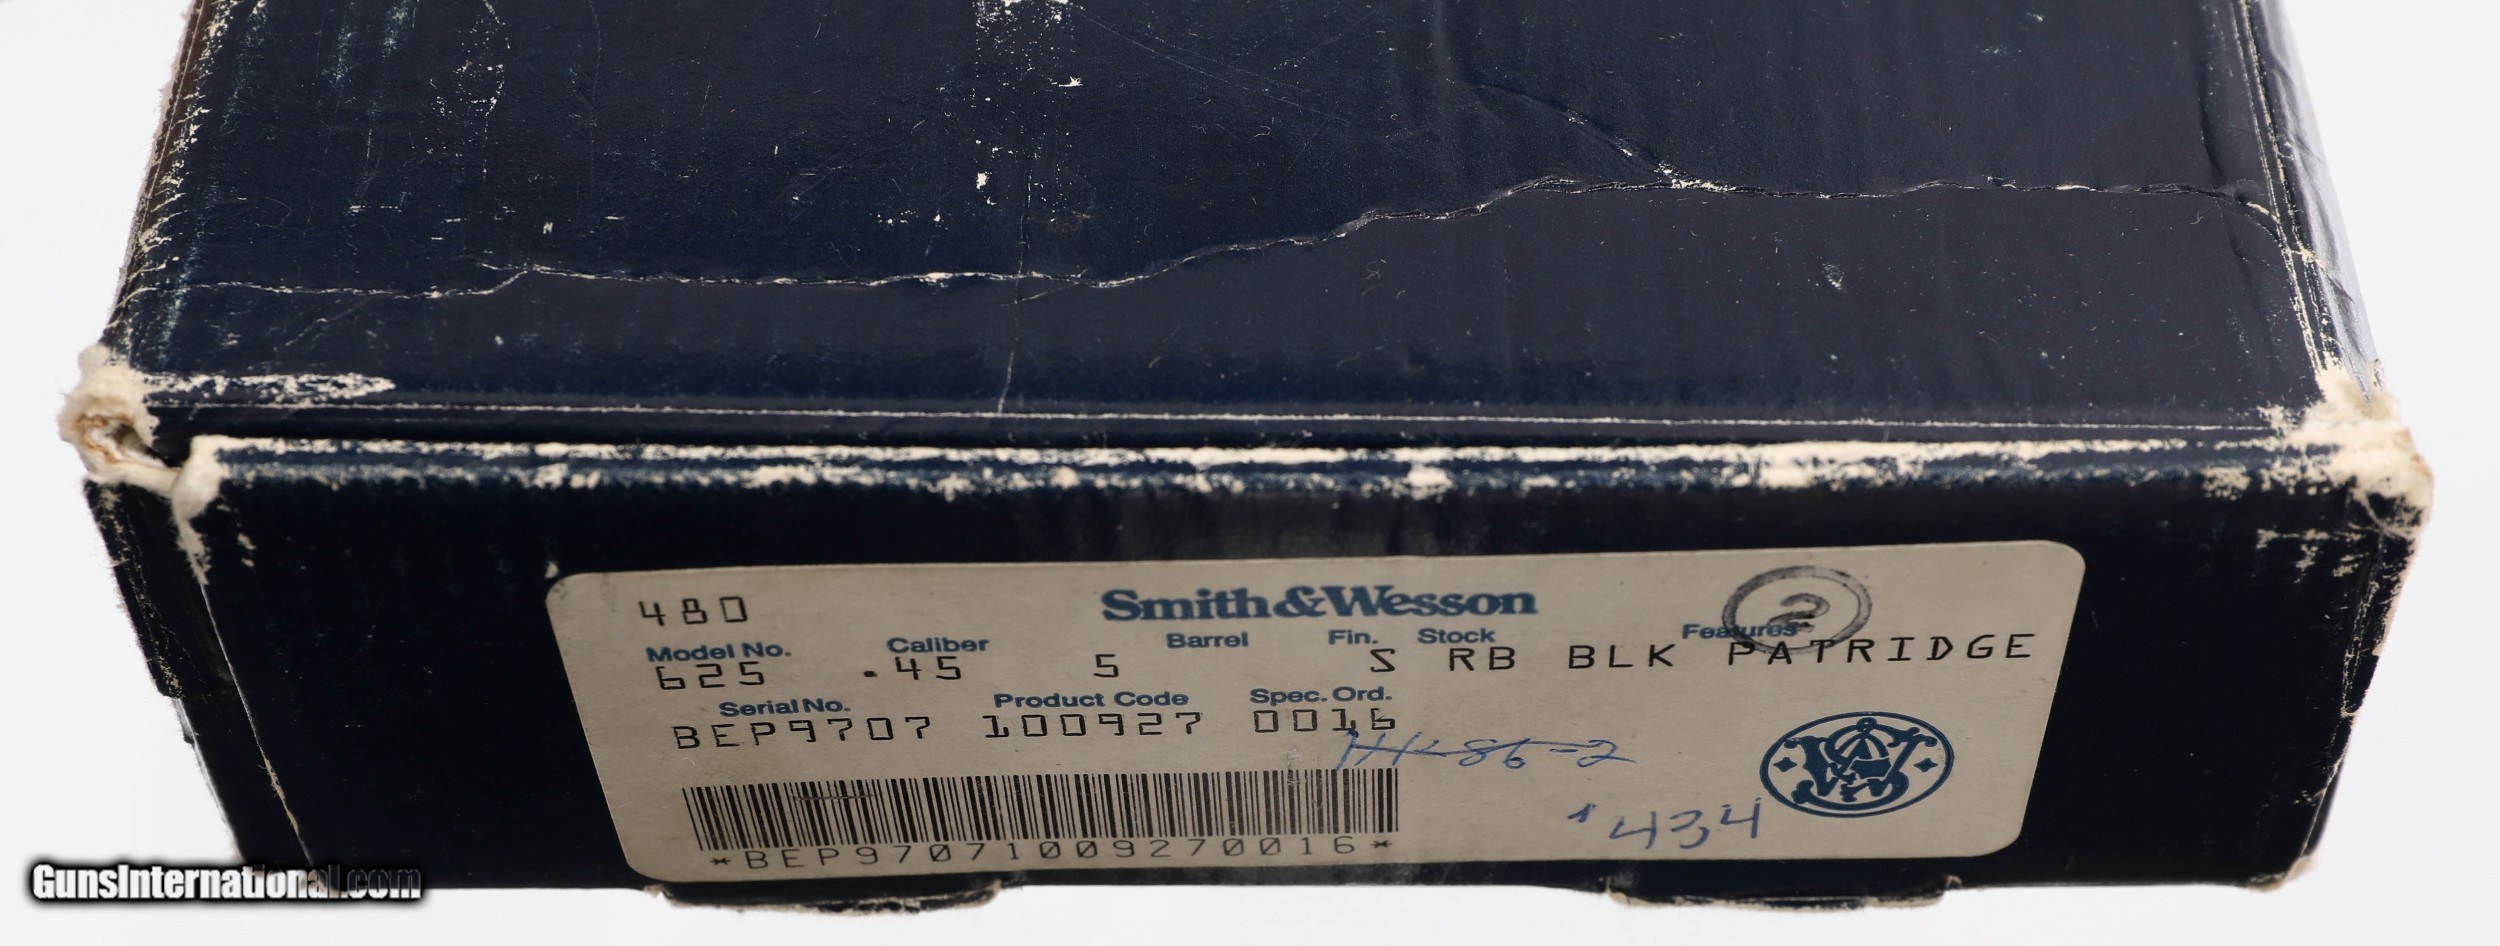 480
Smith&Wesson
2
Model No. Caliber Barrel Fin. Stock Features
625 .45 5 S RB BLK PATRIDGE
Serial No. Product Code Spec. Ord.
BEP9707 100927 0016
$434
*BEP97071009270016*
GunsInternational.com